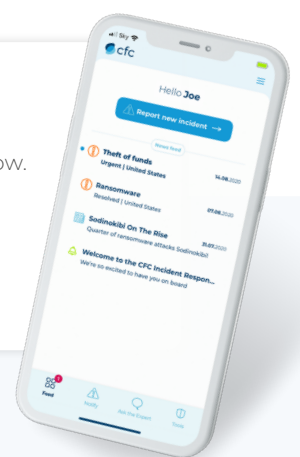 ow.
Sky
cfc
Hello Joe
Report new incident →
News feed
Theft of funds
Urgent | United States
14.08.2020
Ransomware
Resolved | United States
07.08.2020
Sodinokibi On The Rise
Quarter of ransomware attacks Sodinokibi!
31.07.2020
Welcome to the CFC Incident Respon...
We're so excited to have you on board
Feed
Notify
Ask the Expert
Tools